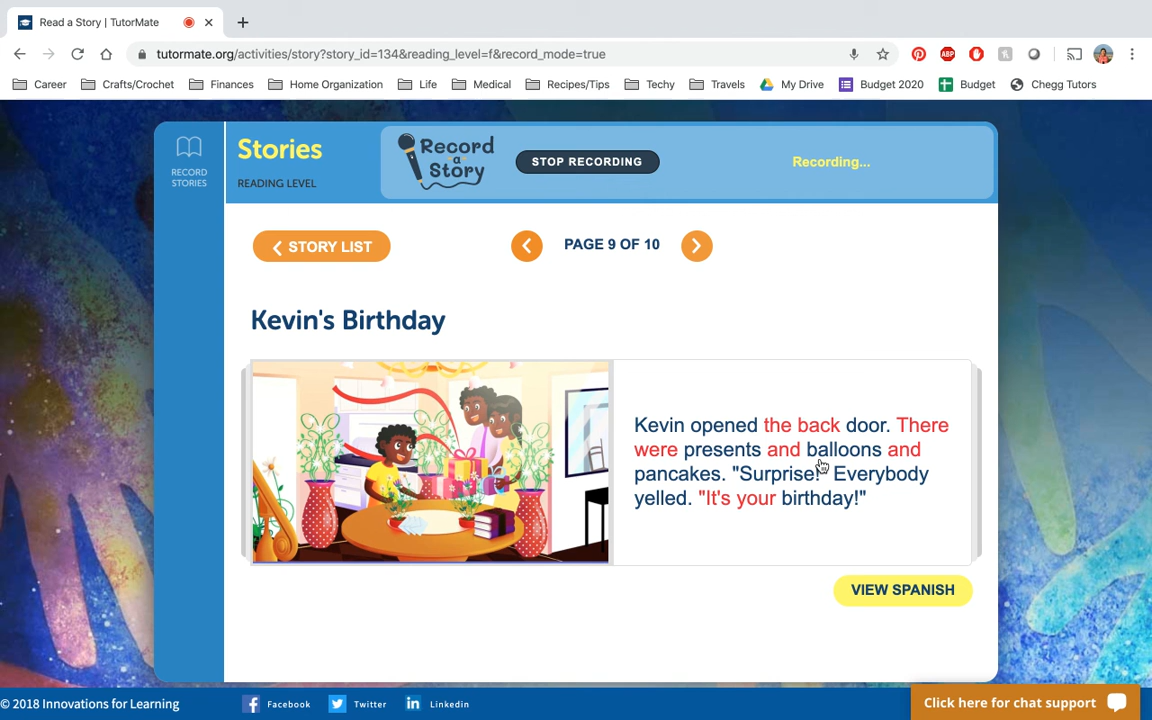 Read a Story | TutorMate
tutormate.org/activities/story?story_id=134&reading_level=f&record_mode=true
ABP
Career Crafts/Crochet Finances Home Organization Life Medical Recipes/Tips Techy Travels My Drive Budget 2020 Budget Chegg Tutors
RECORD
STORIES
Stories
READING LEVEL
Record
a
Story
STOP RECORDING
Recording...
STORY LIST
PAGE 9 OF 10
Kevin's Birthday
Kevin opened the back door. There
were presents and balloons and
pancakes. "Surprise!" Everybody
yelled. "It's your birthday!"
VIEW SPANISH
© 2018 Innovations for Learning
Facebook
Twitter
Linkedin
Click here for chat support